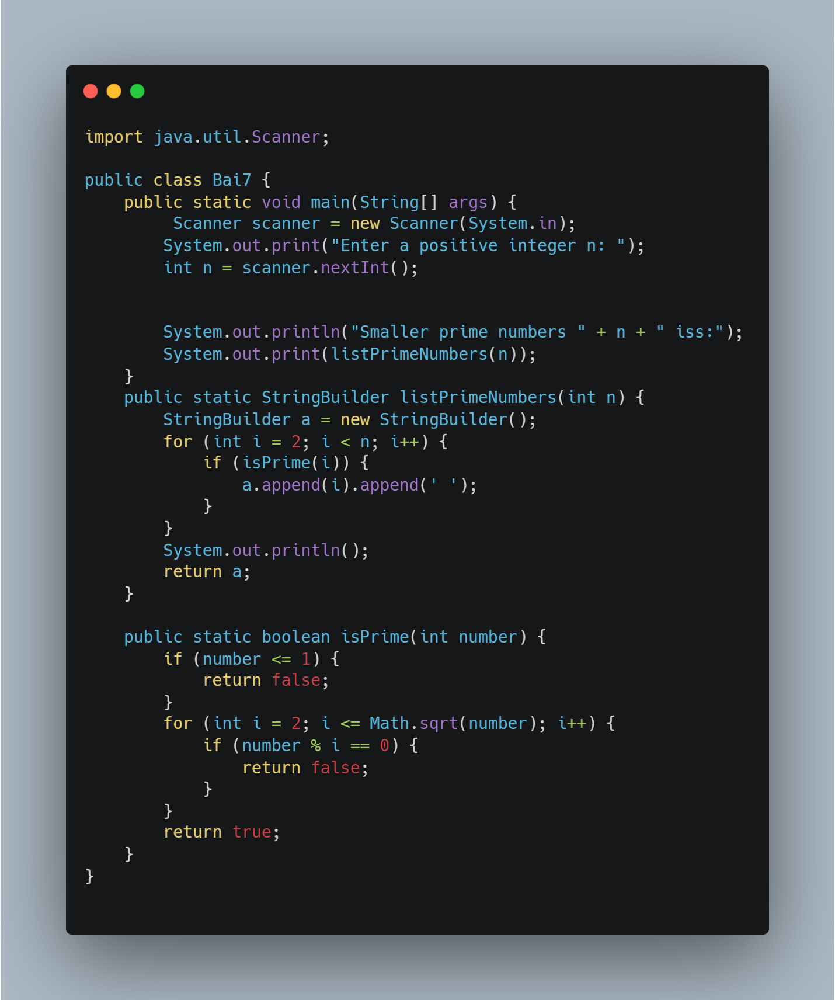 import java.util.Scanner;

public class Bai7 {
    public static void main(String[] args) {
         Scanner scanner = new Scanner(System.in);
        System.out.print("Enter a positive integer n: ");
        int n = scanner.nextInt();


        System.out.println("Smaller prime numbers " + n + " iss:");
        System.out.print(listPrimeNumbers(n));
    }
    public static StringBuilder listPrimeNumbers(int n) {
        StringBuilder a = new StringBuilder();
        for (int i = 2; i < n; i++) {
            if (isPrime(i)) {
                a.append(i).append(' ');
            }
        }
        System.out.println();
        return a;
    }

    public static boolean isPrime(int number) {
        if (number <= 1) {
            return false;
        }
        for (int i = 2; i <= Math.sqrt(number); i++) {
            if (number % i == 0) {
                return false;
            }
        }
        return true;
    }
}